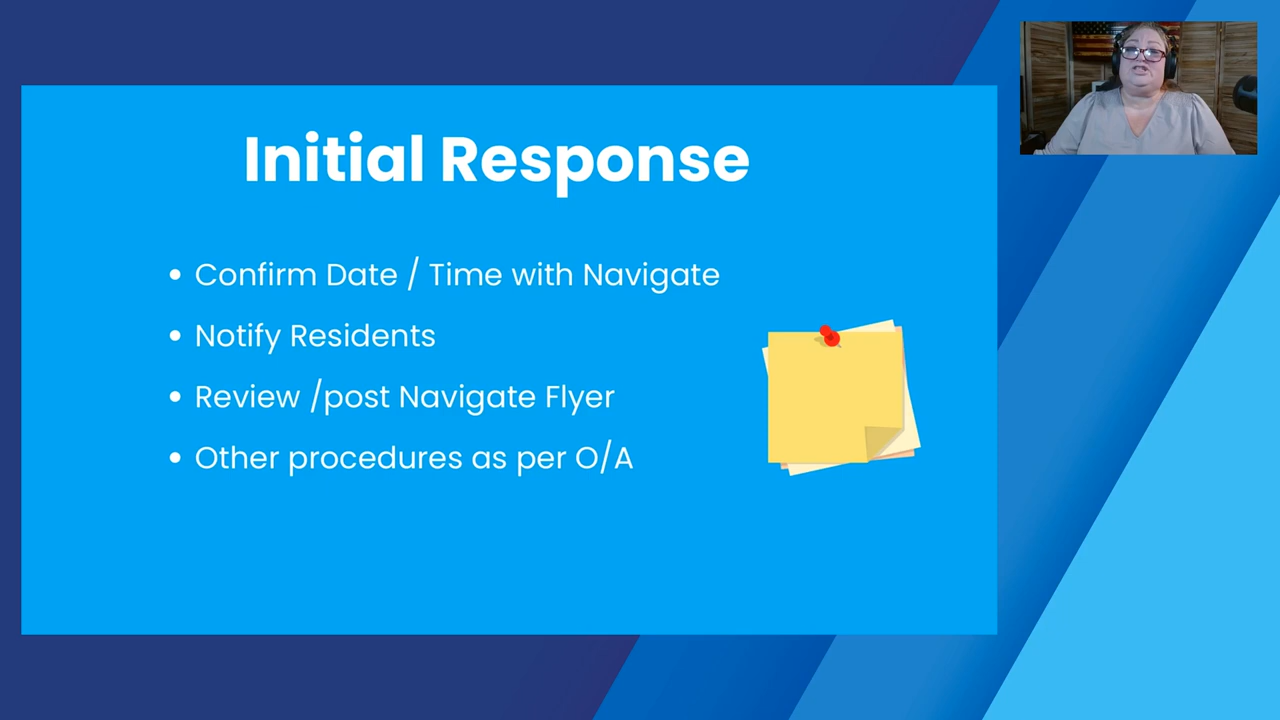 Initial Response
• Confirm Date / Time with Navigate
• Notify Residents
• Review /post Navigate Flyer
• Other procedures as per O/A